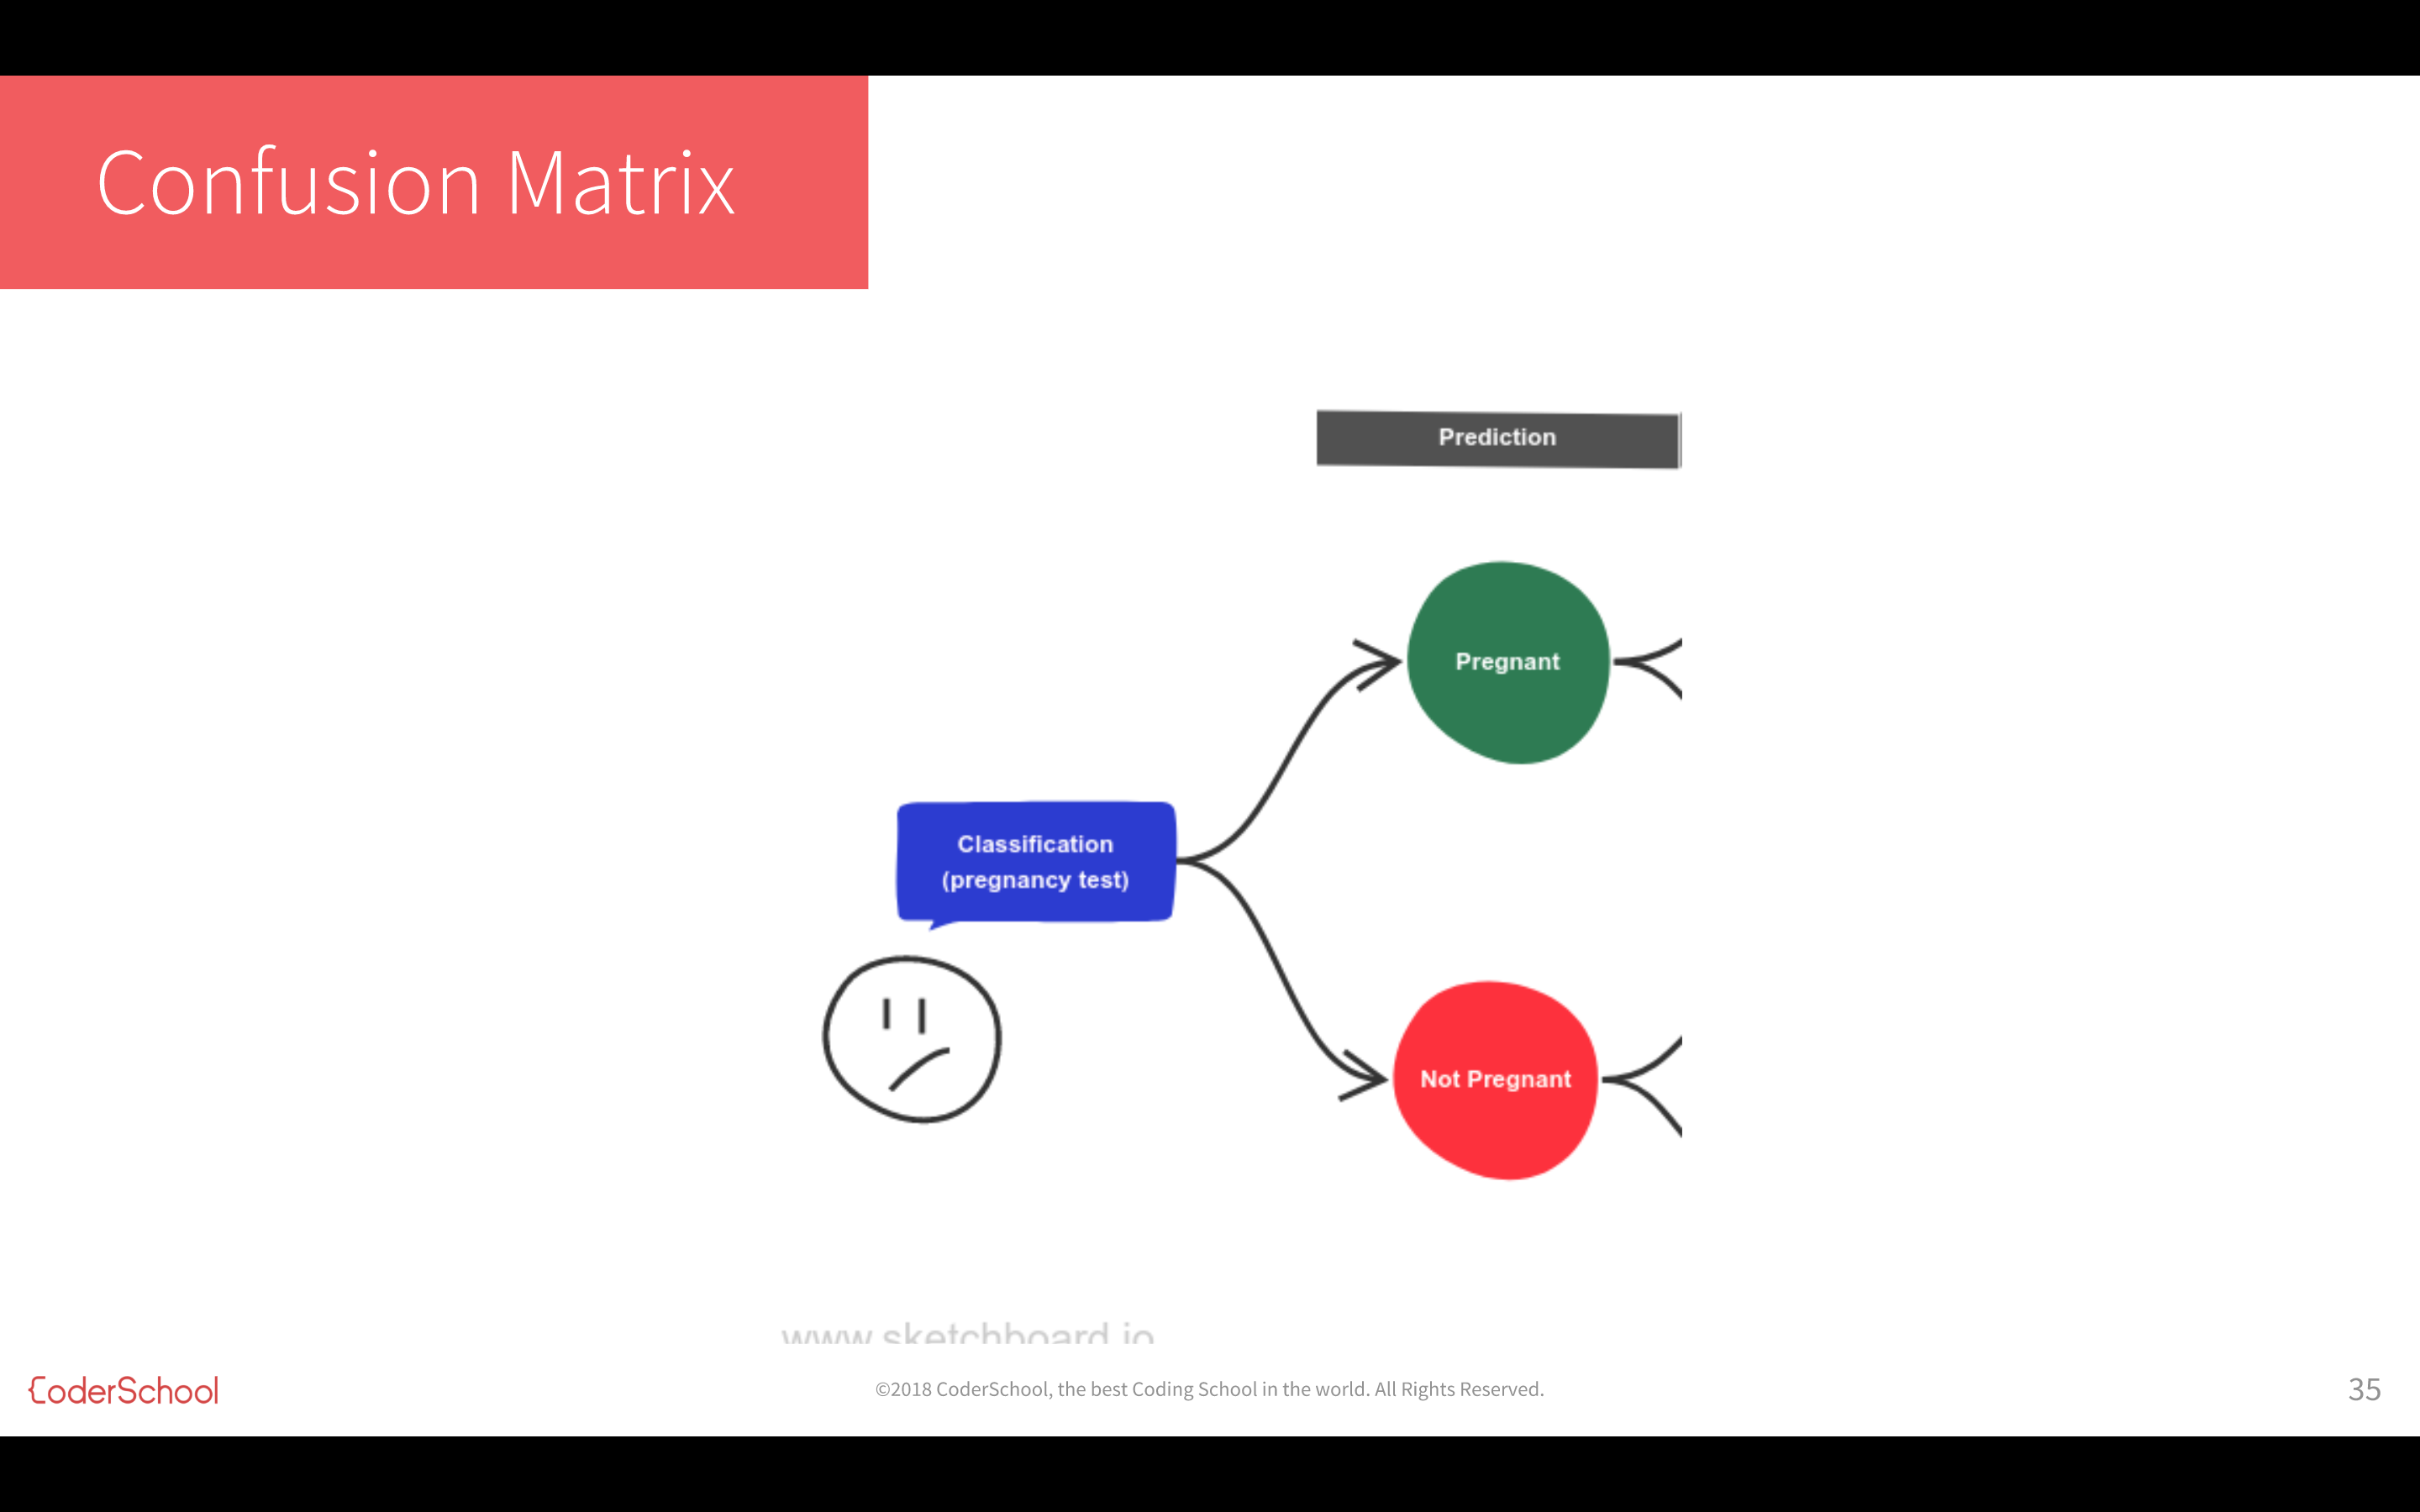 Confusion Matrix
Prediction
Pregnant
Classification
(pregnancy test)
Not Pregnant
www.sketchboard.io
{CoderSchool
©2018 CoderSchool, the best Coding School in the world. All Rights Reserved.
35